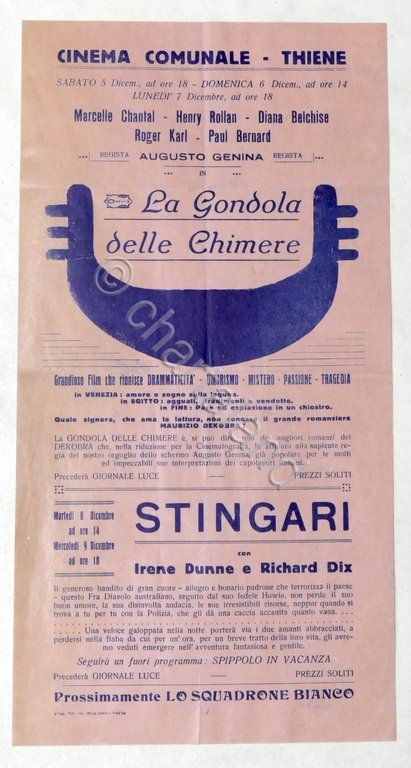 CINEMA COMUNALE - THIENE
SABATO 5 Dicem., ad ore 18 - DOMENICA 6 Dicem., ad ore 14
LUNEDI' 7 Dicembre, ad ore 18
Marcelle Chantal - Henry Rollan - Diana Belchise
Roger Karl - Paul Bernard
REGISTA AUGUSTO GENINA REGISTA
IN
La Gondola
delle Chimere
Grandioso Film che riunisce DRAMMATICITA' - UMORISMO - MISTERO - PASSIONE - TRAGEDIA
in VENEZIA: amore e sogno sulla laguna.
in EGITTO: agguati, tradimenti e vendette.
in FINE: Pace ed espiazione in un chiostro.
Quale signora, che ama la lettura, non conosce il grande romanziere
MAURIZIO DEKOBRA?
La GONDOLA DELLE CHIMERE è, si può dire, uno dei migliori romanzi del
DEKOBRA che nella riduzione per la Cinematografia, affidato alla sapiente regia
del nostro orgoglio dello schermo Augusto Genina, già popolare per le molti
ed impeccabili sue interpretazioni dei capolavori umani.
Precederà GIORNALE LUCE — PREZZI SOLITI
Martedì 8 Dicembre
ad ore 14
Mercoledì 9 Dicembre
ad ore 18
STINGARI
con
Irene Dunne e Richard Dix
Il generoso bandito di gran cuore - allegro e bonario padrone che terrorizza il paese
- questo Fra Diavolo australiano, seguito dal suo fedele Howie, non perde il suo
buon umore, la sua disinvolta audacia, le sue irresistibili risorse, neppur quando si
trova a tu per tu con la Polizia, che gli dà una caccia accanita quanto vana. . . .
. . . . . Una veloce galoppata nella notte porterà via i due amanti abbracciati, a
perdersi nella fiaba da cui per un'ora, per un breve tratto della loro vita, gli avremo
veduti emergere nell'avventura fantasiosa e gentile.
Seguirà un fuori programma: SPIPPOLO IN VACANZA
Precederà GIORNALE LUCE — PREZZI SOLITI
Prossimamente LO SQUADRONE BIANCO